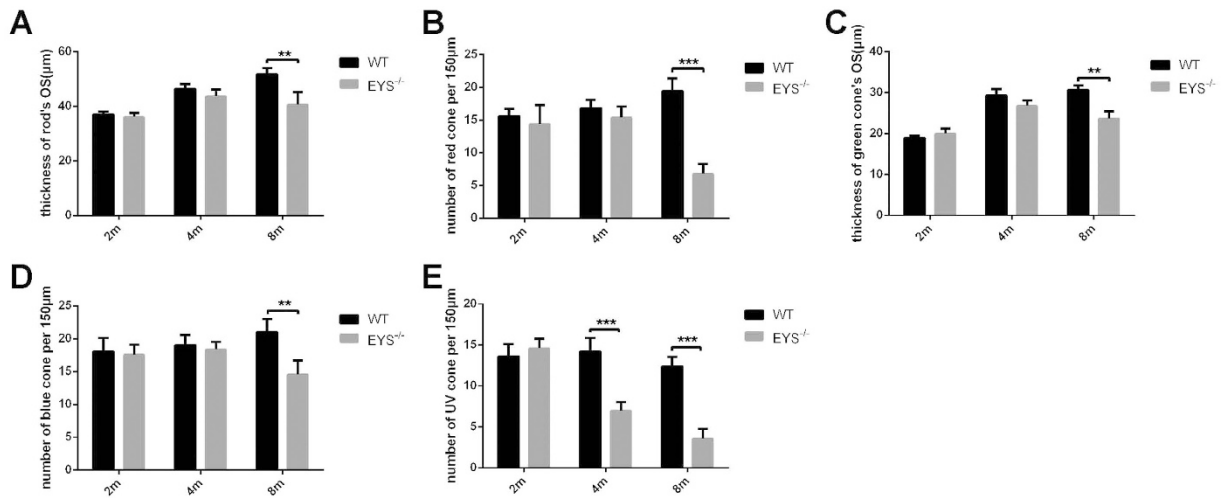 A
thickness of rod's OS(μm)
60
40
20
0
2m
4m
8m
**
WT
EYS-/-
B
number of red cone per 150μm
25
20
15
10
5
0
2m
4m
8m
***
WT
EYS-/-
C
thickness of green cone's OS(μm)
40
30
20
10
0
2m
4m
8m
**
WT
EYS-/-
D
number of blue cone per 150μm
25
20
15
10
5
0
2m
4m
8m
**
WT
EYS-/-
E
number of UV cone per 150μm
20
15
10
5
0
2m
4m
8m
***
***
WT
EYS-/-